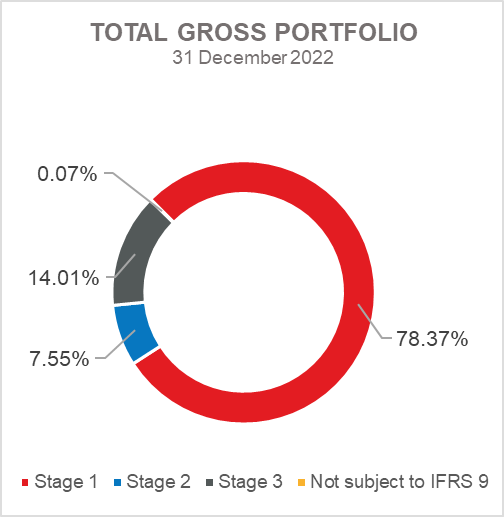 TOTAL GROSS PORTFOLIO
31 December 2022
0.07%
14.01%
7.55%
78.37%
Stage 1 Stage 2 Stage 3 Not subject to IFRS 9